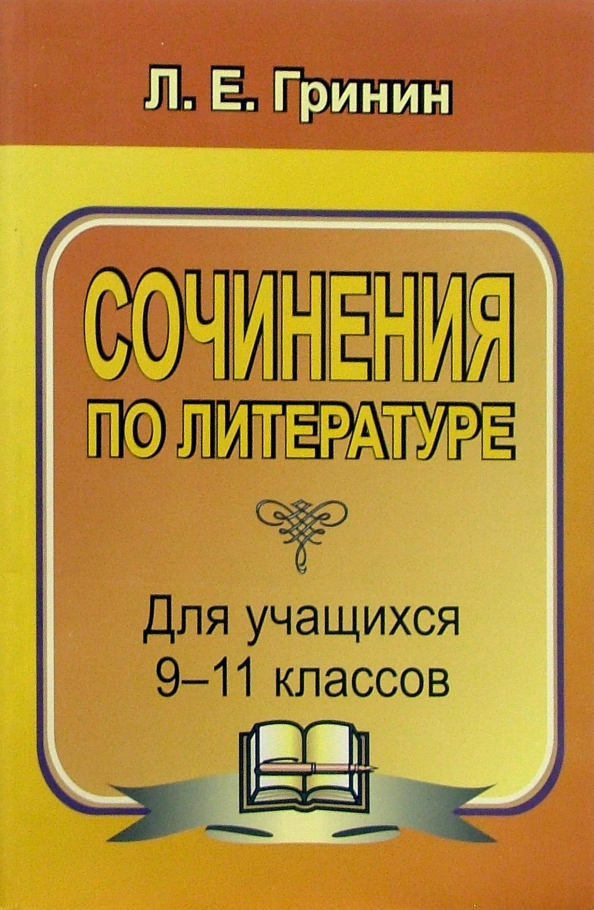 Л. Е. Гринин
СОЧИНЕНИЯ
ПО ЛИТЕРАТУРЕ
Для учащихся
9–11 классов